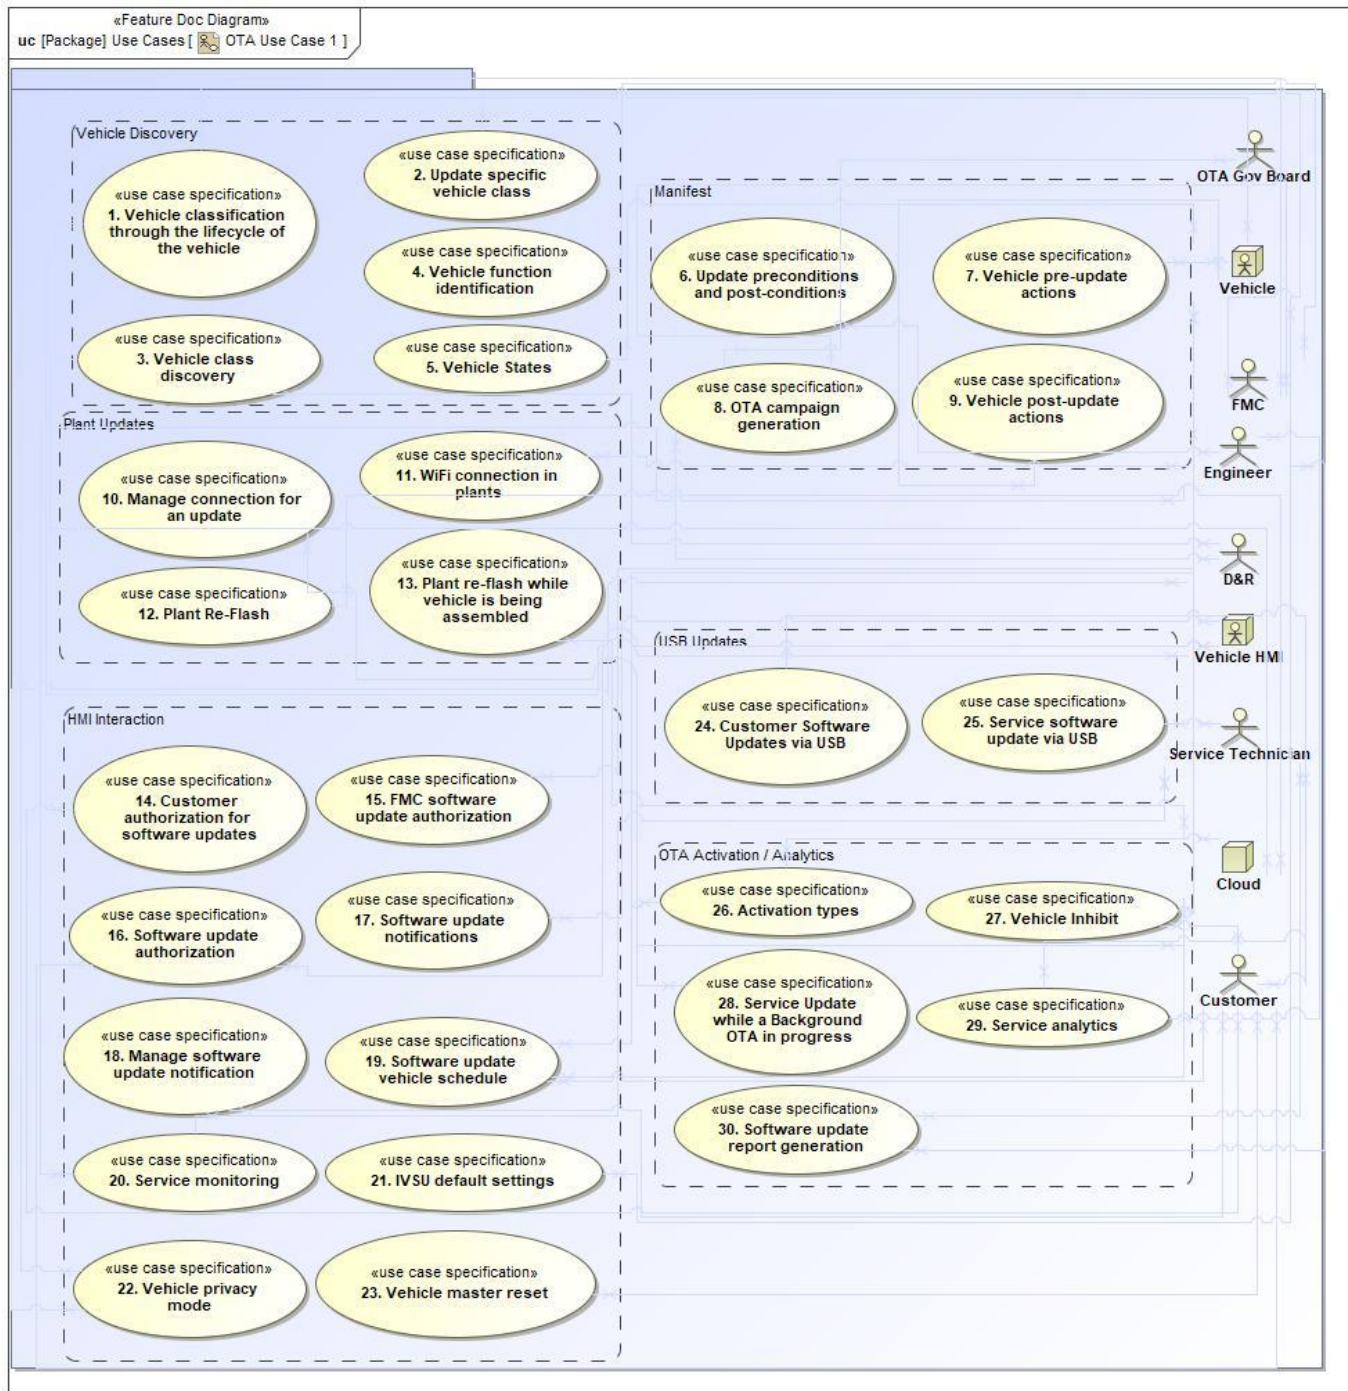 «Feature Doc Diagram»
uc [Package] Use Cases [ OTA Use Case 1 ]
Vehicle Discovery
«use case specification»
1. Vehicle classification
through the lifecycle of
the vehicle
«use case specification»
2. Update specific
vehicle class
«use case specification»
3. Vehicle class
discovery
«use case specification»
4. Vehicle function
identification
«use case specification»
5. Vehicle States
Manifest
«use case specification»
6. Update preconditions
and post-conditions
«use case specification»
7. Vehicle pre-update
actions
«use case specification»
8. OTA campaign
generation
«use case specification»
9. Vehicle post-update
actions
Plant Updates
«use case specification»
10. Manage connection for
an update
«use case specification»
11. WiFi connection in
plants
«use case specification»
12. Plant Re-Flash
«use case specification»
13. Plant re-flash while
vehicle is being
assembled
HMI Interaction
«use case specification»
14. Customer
authorization for
software updates
«use case specification»
15. FMC software
update authorization
«use case specification»
16. Software update
authorization
«use case specification»
17. Software update
notifications
«use case specification»
18. Manage software
update notification
«use case specification»
19. Software update
vehicle schedule
«use case specification»
20. Service monitoring
«use case specification»
21. IVSU default settings
«use case specification»
22. Vehicle privacy
mode
«use case specification»
23. Vehicle master reset
USB Updates
«use case specification»
24. Customer Software
Updates via USB
«use case specification»
25. Service software
update via USB
OTA Activation / Analytics
«use case specification»
26. Activation types
«use case specification»
27. Vehicle Inhibit
«use case specification»
28. Service Update
while a Background
OTA in progress
«use case specification»
29. Service analytics
«use case specification»
30. Software update
report generation
OTA Gov Board
Vehicle
FMC
Engineer
D&R
Vehicle HMI
Service Technician
Cloud
Customer